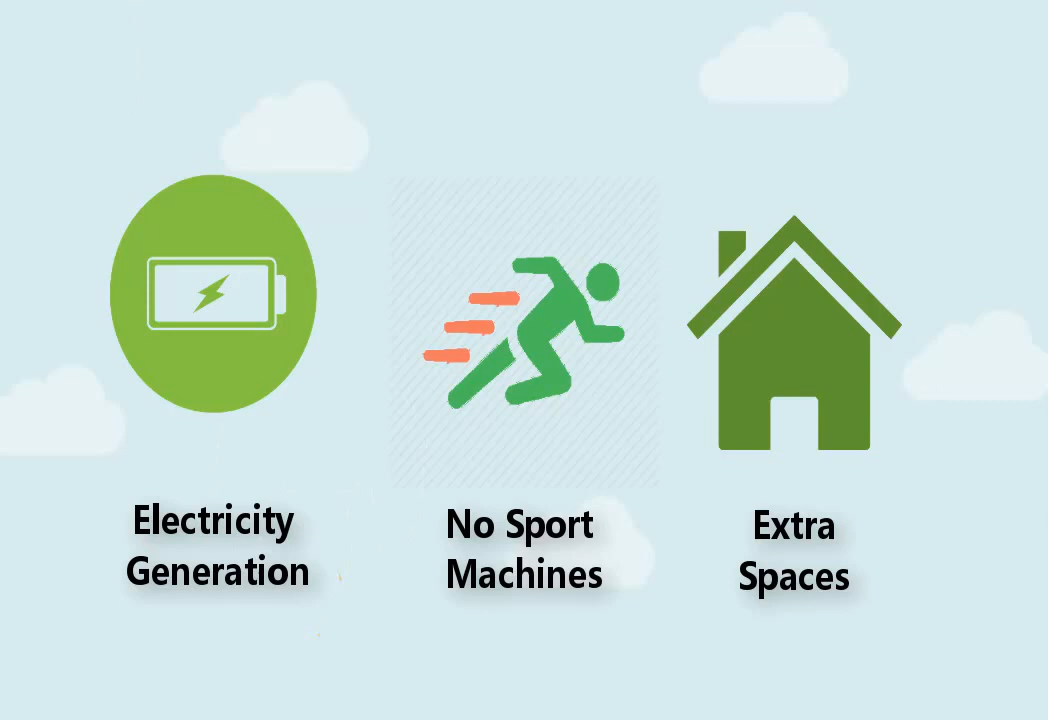 Electricity
Generation
No Sport
Machines
Extra
Spaces